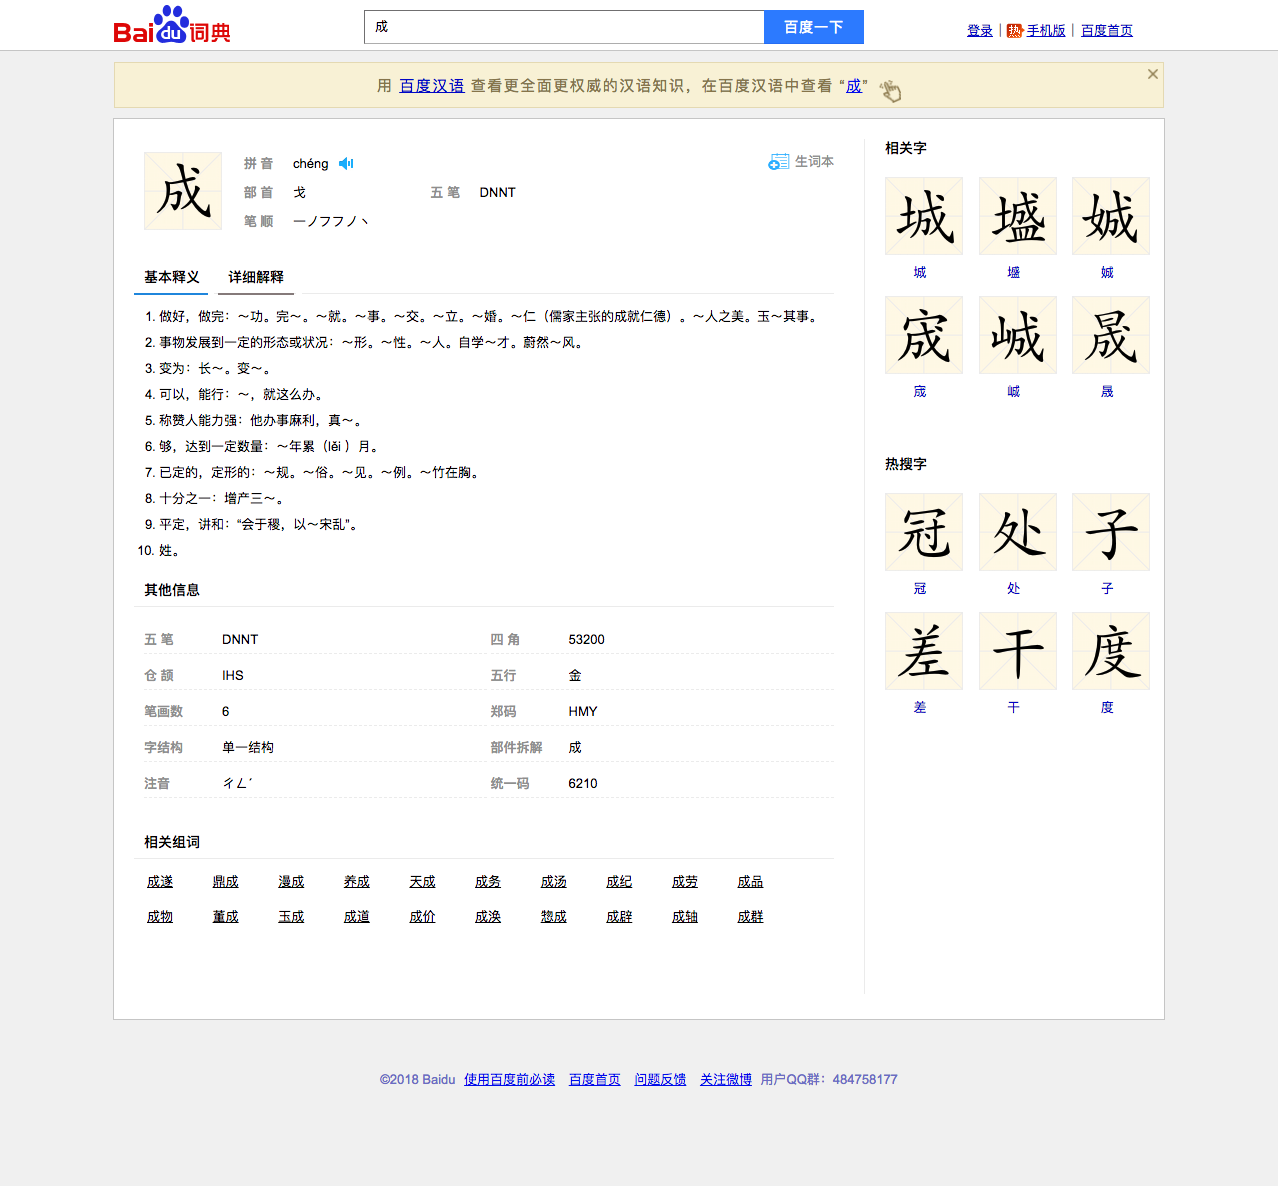 Baidu词典
成
百度一下
登录 | 热 手机版 | 百度首页
用 百度汉语 查看更全面更权威的汉语知识，在百度汉语中查看 “成”
成
拼 音 chéng
生词本
部 首 戈 五 笔 DNNT
笔 顺 一ノフフノ丶
基本释义 详细解释
1. 做好，做完：～功。完～。～就。～事。～交。～立。～婚。～仁（儒家主张的成就仁德）。～人之美。玉～其事。
2. 事物发展到一定的形态或状况：～形。～性。～人。自学～才。蔚然～风。
3. 变为：长～。变～。
4. 可以，能行：～，就这么办。
5. 称赞人能力强：他办事麻利，真～。
6. 够，达到一定数量：～年累（lěi ）月。
7. 已定的，定形的：～规。～俗。～见。～例。～竹在胸。
8. 十分之一：增产三～。
9. 平定，讲和：“会于稷，以～宋乱”。
10. 姓。
其他信息
五 笔 DNNT 四 角 53200
仓 颉 IHS 五行 金
笔画数 6 郑码 HMY
字结构 单一结构 部件拆解 成
注音 ㄔㄥˊ 统一码 6210
相关组词
成遂 鼎成 漫成 养成 天成 成务 成汤 成纪 成劳 成品
成物 董成 玉成 成道 成价 成涣 惣成 成辟 成轴 成群
相关字
城 墭 娍
城 墭 娍
宬 峸 晟
宬 峸 晟
热搜字
冠 处 子
冠 处 子
差 干 度
差 干 度
©2018 Baidu 使用百度前必读 百度首页 问题反馈 关注微博 用户QQ群：484758177